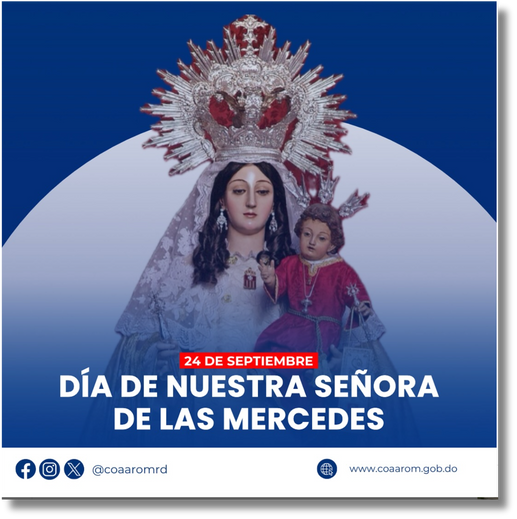 24 DE SEPTIEMBRE
DÍA DE NUESTRA SEÑORA
DE LAS MERCEDES
@coaaromrd
www.coaarom.gob.do